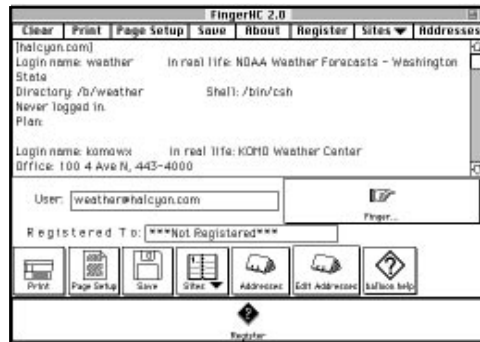 FingerHC 2.0
Clear Print Page Setup Save About Register Sites Addresses
[halcyon.com]
Login name: weather In real life: NOAA Weather Forecasts - Washington
State
Directory: /b/weather Shell: /bin/csh
Never logged in.
Plan:
Login name: komowx In real life: KOMO Weather Center
Office: 100 4 Ave N, 443-4000
User: weather@halcyon.com
Finger...
Registered To: ***Not Registered***
Print Page Setup Save Sites Addresses Edit Addresses balloon help
Register